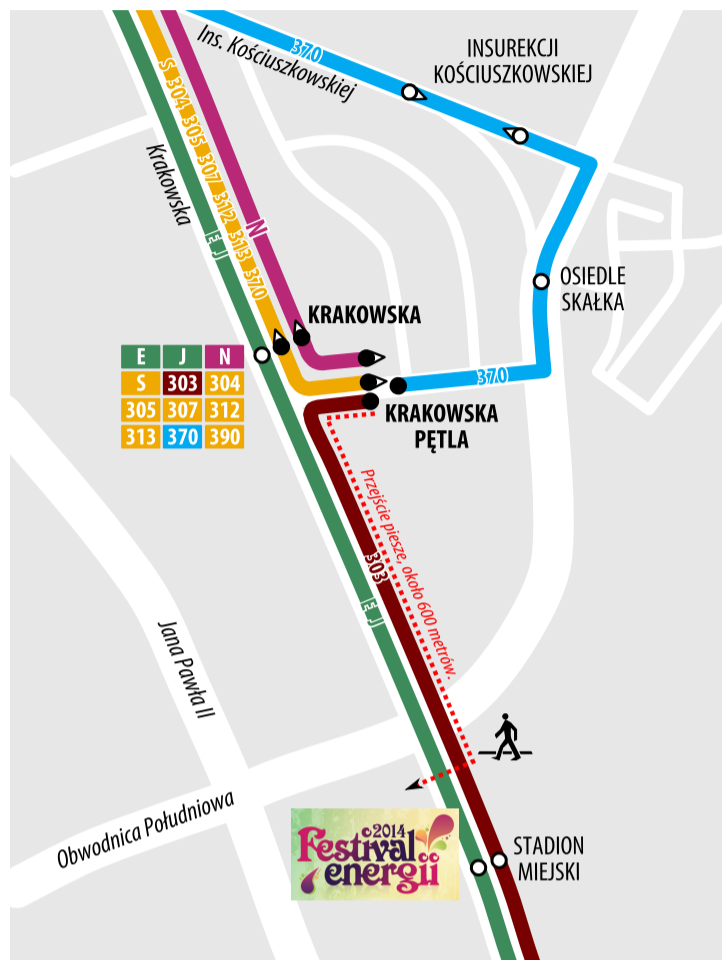 Ins. Kościuszkowskiej
370
INSUREKCJI
KOŚCIUSZKOWSKIEJ
S 304 305 307 312 313 370
Krakowska
N
E J
OSIEDLE
SKAŁKA
KRAKOWSKA
E J N
S 303 304
305 307 312
313 370 390
370
KRAKOWSKA
PĘTLA
Przejście piesze, około 600 metrów.
303
E J
Jana Pawła II
Obwodnica Południowa
2014
Festival
energii
STADION
MIEJSKI